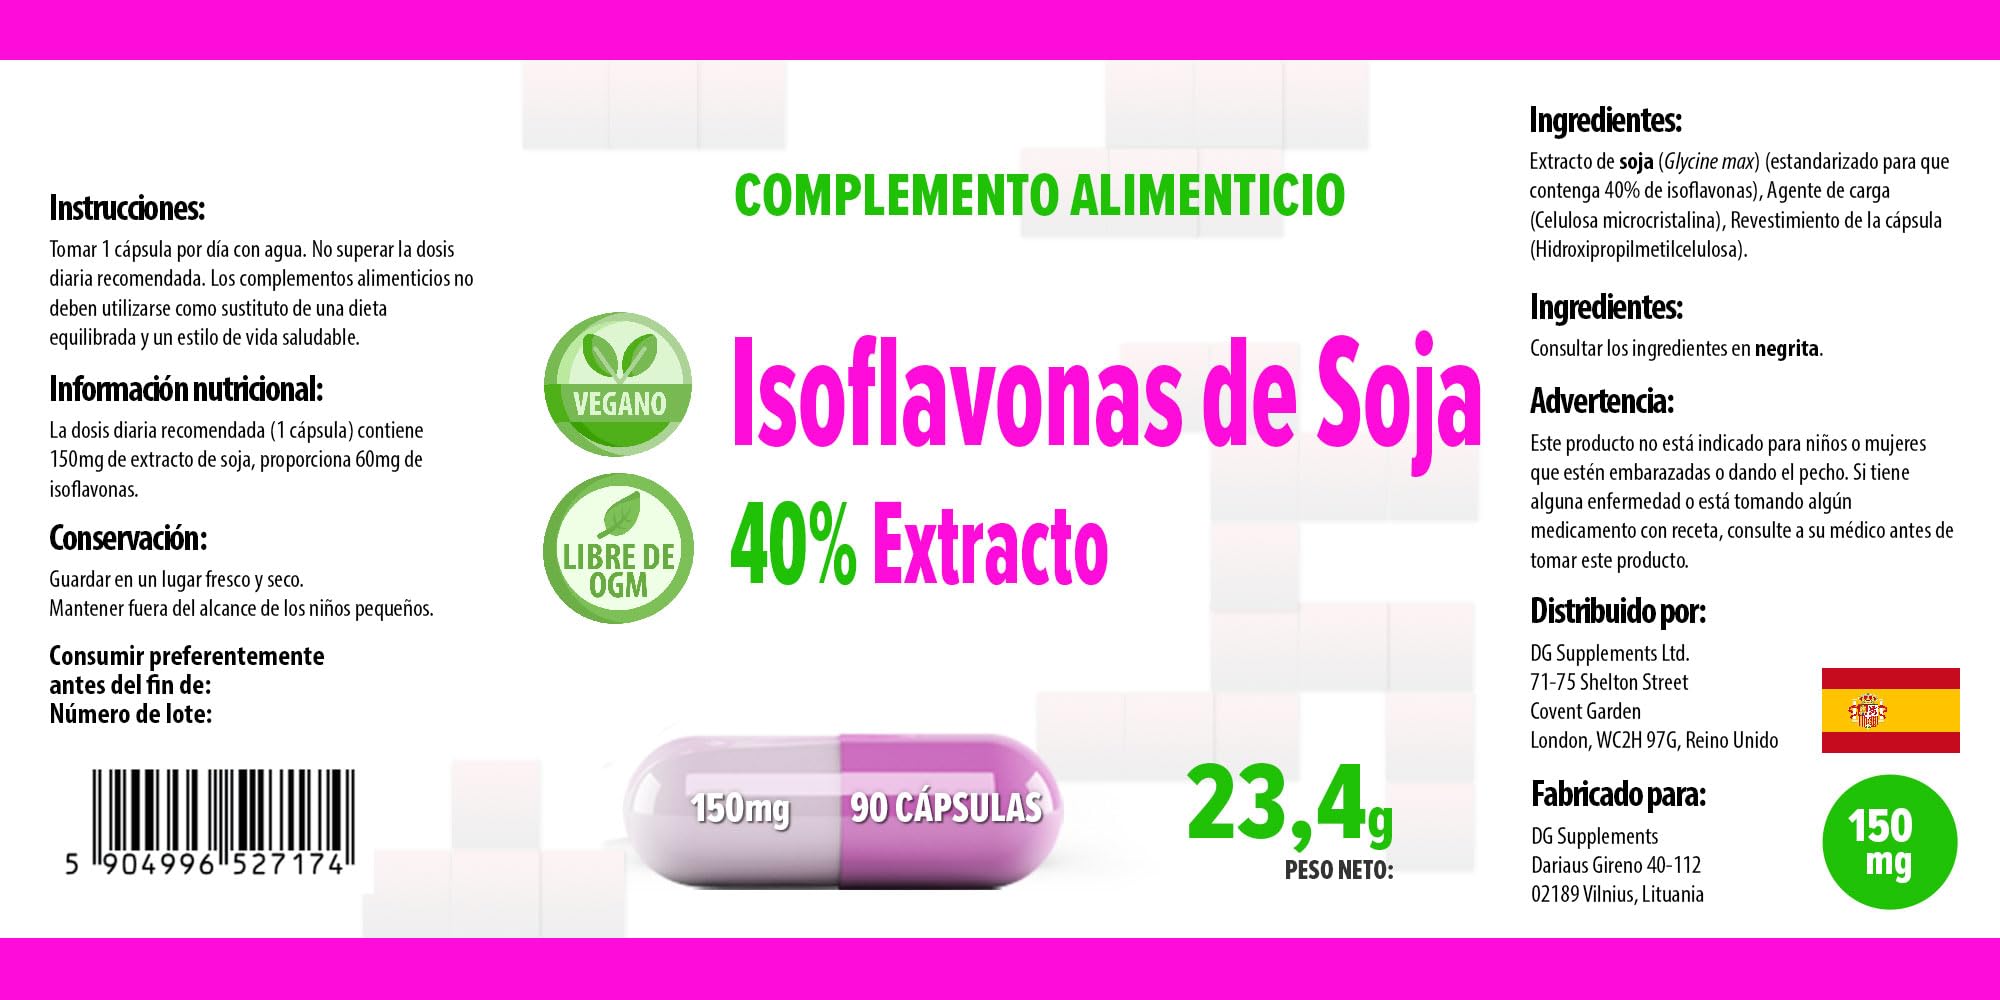 Instrucciones:
Tomar 1 cápsula por día con agua. No superar la dosis
diaria recomendada. Los complementos alimenticios no
deben utilizarse como sustituto de una dieta
equilibrada y un estilo de vida saludable.
Información nutricional:
La dosis diaria recomendada (1 cápsula) contiene
150mg de extracto de soja, proporciona 60mg de
isoflavonas.
Conservación:
Guardar en un lugar fresco y seco.
Mantener fuera del alcance de los niños pequeños.
Consumir preferentemente
antes del fin de:
Número de lote:
5 904996 527174
COMPLEMENTO ALIMENTICIO
VEGANO
Isoflavonas de Soja
LIBRE DE
OGM
40% Extracto
150mg 90 CÁPSULAS
23,4g
PESO NETO:
Ingredientes:
Extracto de soja (Glycine max) (estandarizado para que
contenga 40% de isoflavonas), Agente de carga
(Celulosa microcristalina), Revestimiento de la cápsula
(Hidroxipropilmetilcelulosa).
Ingredientes:
Consultar los ingredientes en negrita.
Advertencia:
Este producto no está indicado para niños o mujeres
que estén embarazadas o dando el pecho. Si tiene
alguna enfermedad o está tomando algún
medicamento con receta, consulte a su médico antes de
tomar este producto.
Distribuido por:
DG Supplements Ltd.
71-75 Shelton Street
Covent Garden
London, WC2H 97G, Reino Unido
Fabricado para:
DG Supplements
Dariaus Gireno 40-112
02189 Vilnius, Lituania
150
mg